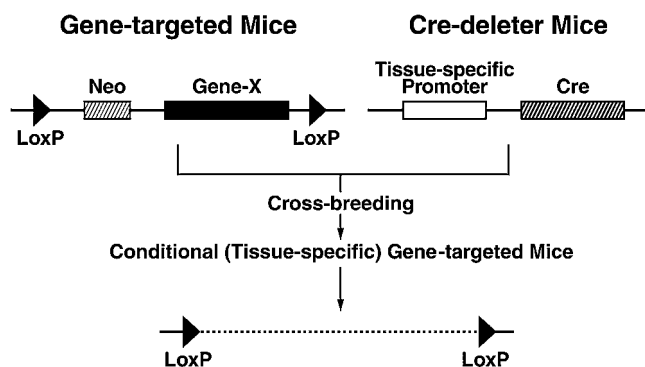 Gene-targeted Mice
Cre-deleter Mice
Neo
Gene-X
LoxP
LoxP
Tissue-specific
Promoter
Cre
Cross-breeding
Conditional (Tissue-specific) Gene-targeted Mice
LoxP
LoxP